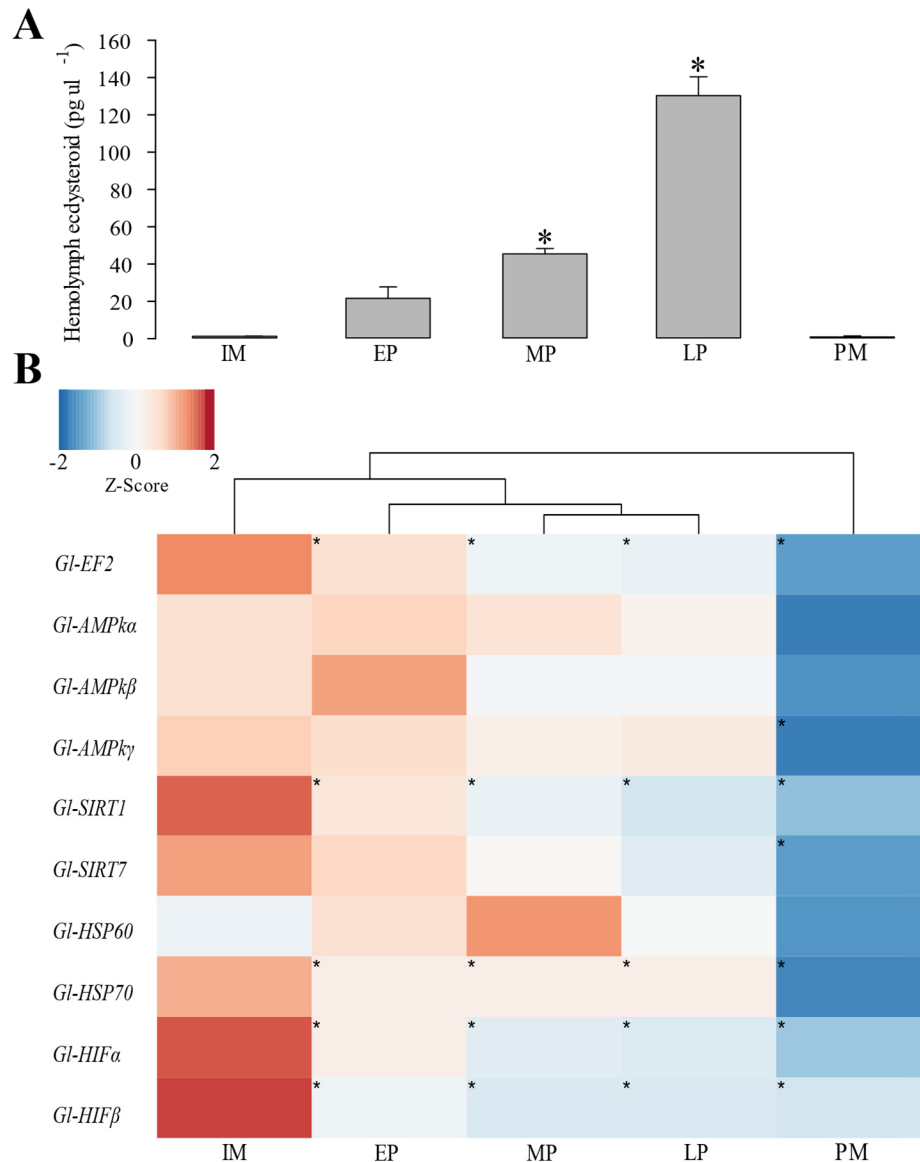 A
Hemolymph ecdysteroid (pg ul ⁻¹)
160
140
120
100
80
60
40
20
0
* *
IM EP MP LP PM
B
-2 0 2
Z-Score
Gl-EF2 * * * *
Gl-AMPkα
Gl-AMPkβ
Gl-AMPkγ *
Gl-SIRT1 * * * *
Gl-SIRT7 *
Gl-HSP60
Gl-HSP70 * * * *
Gl-HIFα * * * *
Gl-HIFβ * * * *
IM EP MP LP PM